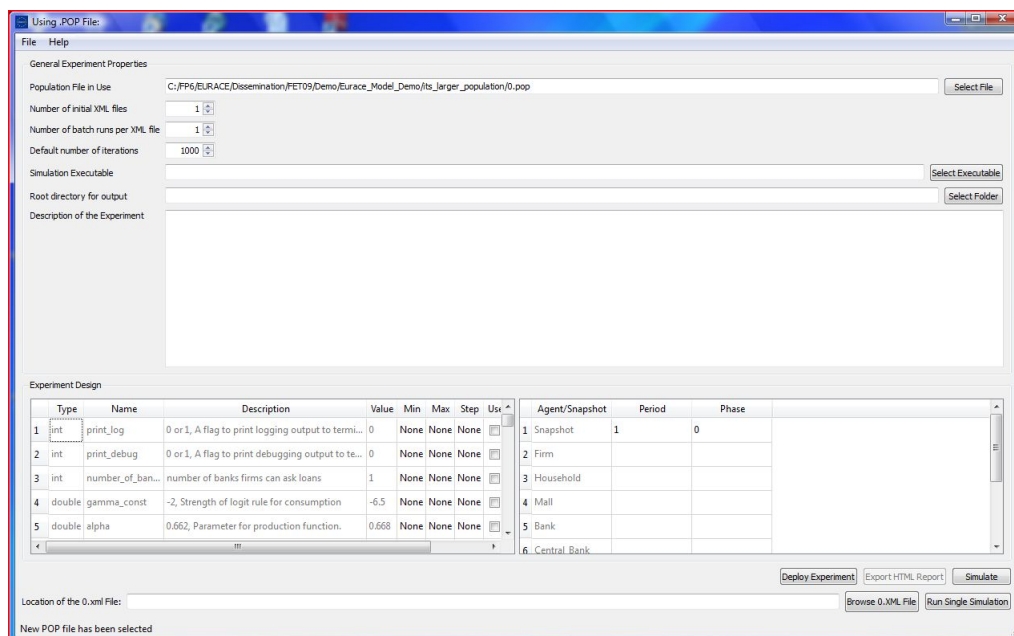 Using .POP File:
File Help
General Experiment Properties
Population File in Use C:/FP6/EURACE/Dissemination/FET09/Demo/Eurace_Model_Demo/its_larger_population/0.pop Select File
Number of initial XML files 1
Number of batch runs per XML file 1
Default number of iterations 1000
Simulation Executable Select Executable
Root directory for output Select Folder
Description of the Experiment
Experiment Design
Type Name Description Value Min Max Step Use Agent/Snapshot Period Phase
1 int print_log 0 or 1, A flag to print logging output to termi... 0 None None None 1 Snapshot 1 0
2 int print_debug 0 or 1, A flag to print debugging output to te... 0 None None None 2 Firm
3 int number_of_ban... number of banks firms can ask loans 1 None None None 3 Household
4 double gamma_const -2, Strength of logit rule for consumption -6.5 None None None 4 Mall
5 double alpha 0.662, Parameter for production function. 0.668 None None None 5 Bank
6 Central Bank
Deploy Experiment Export HTML Report Simulate
Location of the 0.xml File: Browse 0.XML File Run Single Simulation
New POP file has been selected